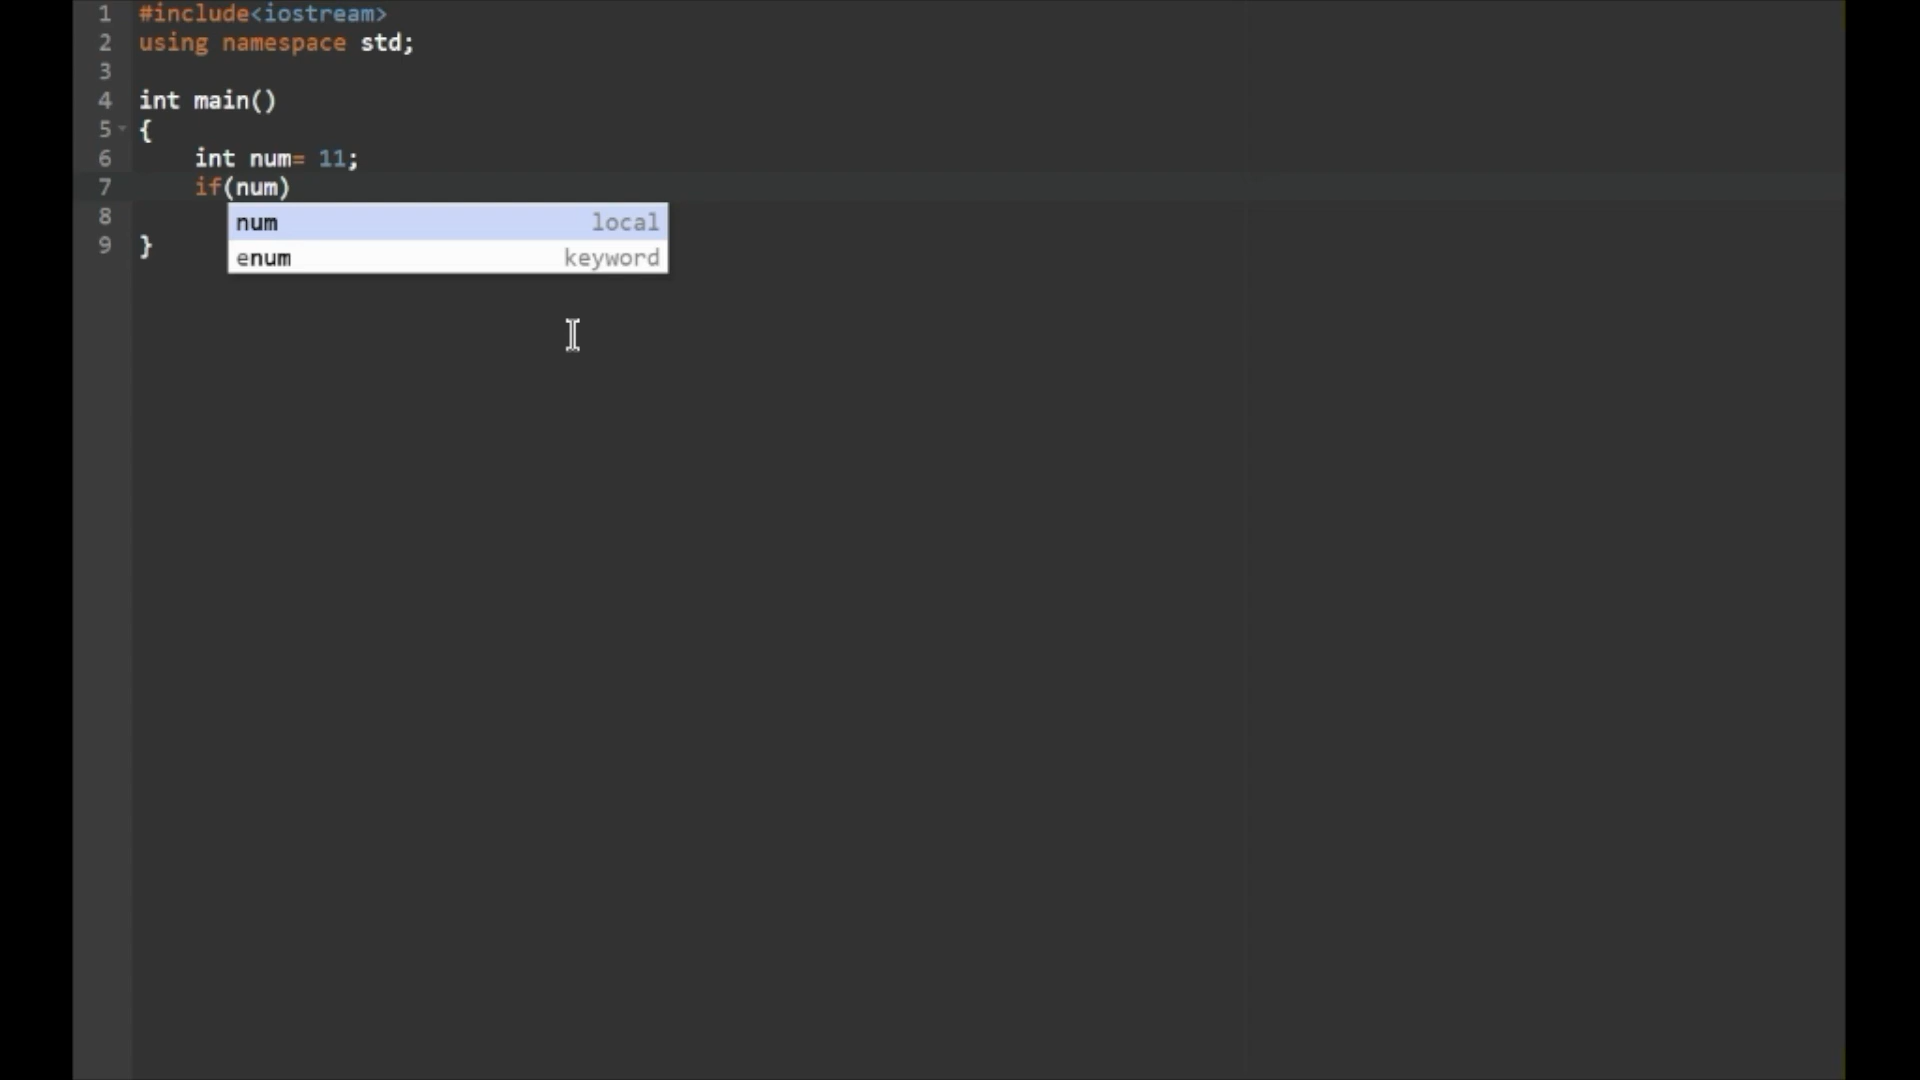 1 #include<iostream>
2 using namespace std;
3
4 int main()
5 {
6 int num= 11;
7 if(num)
8 num local
enum keyword
9 }